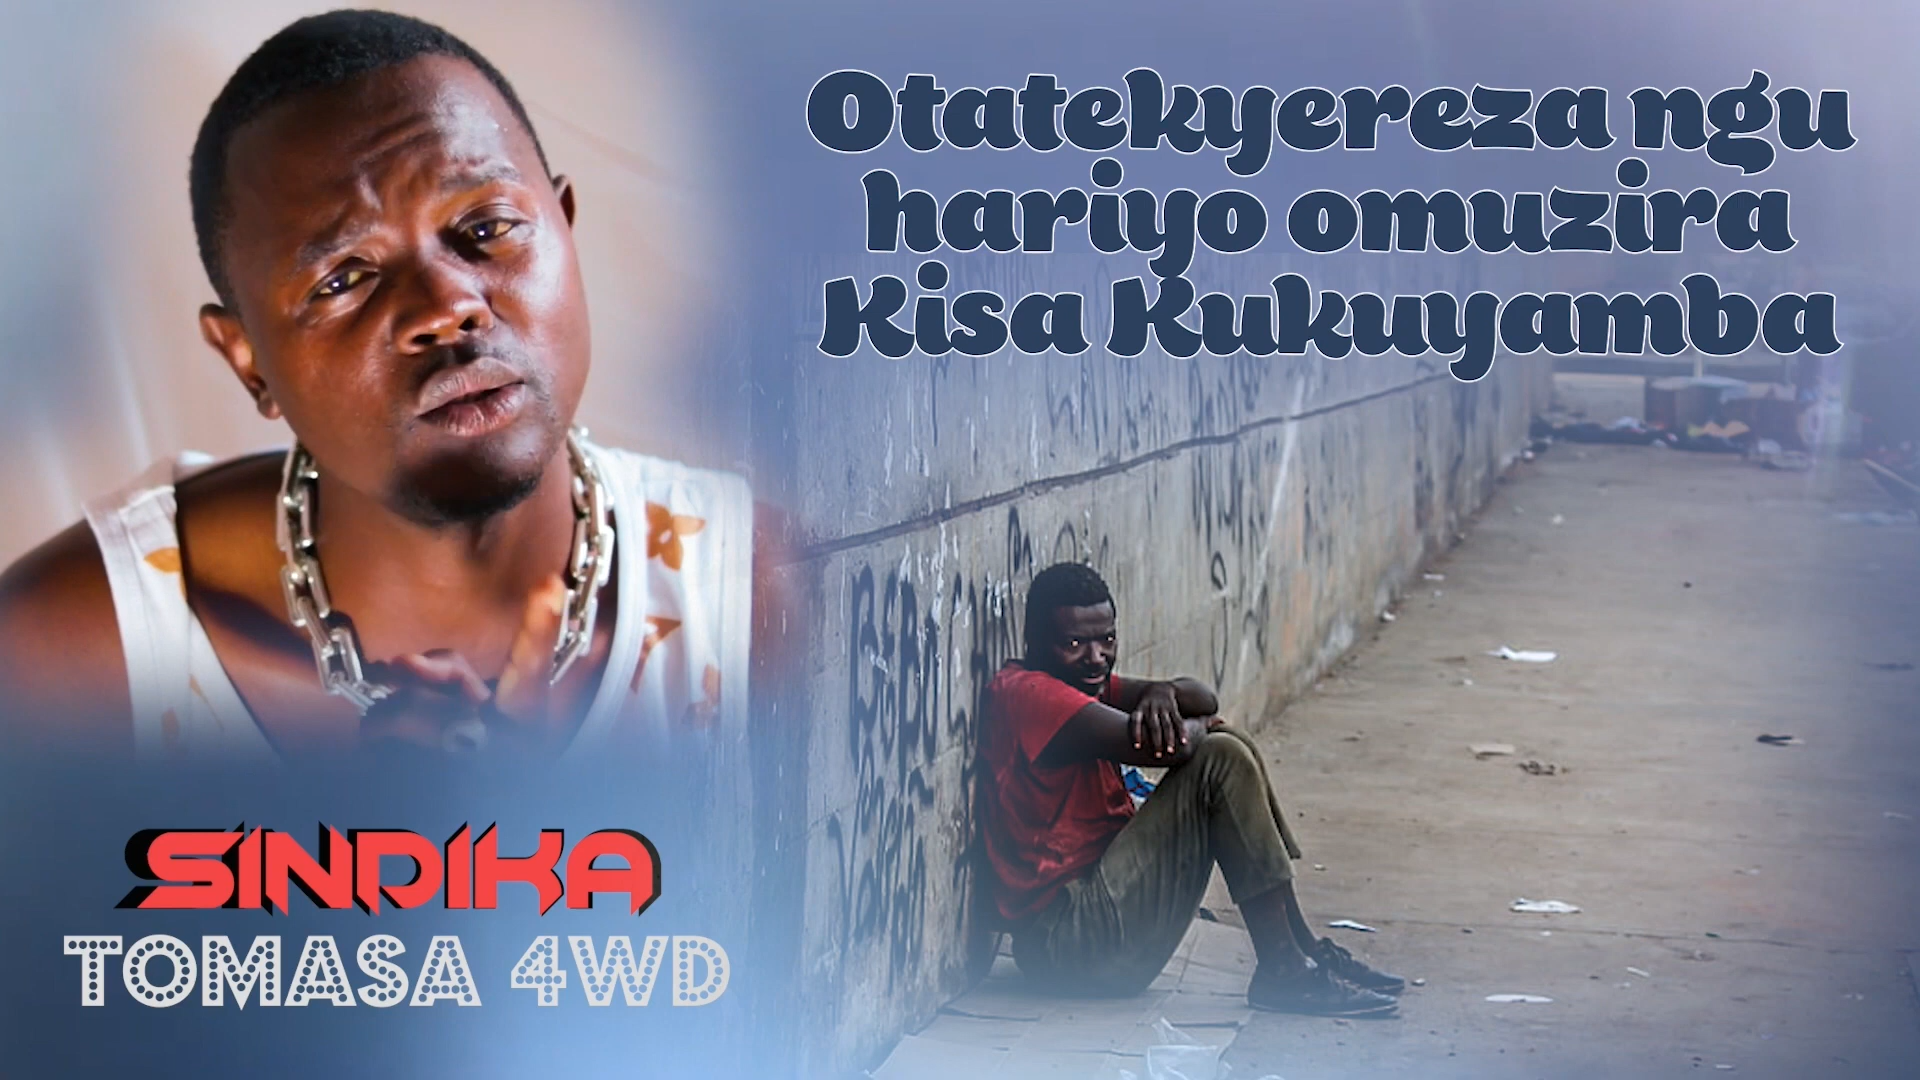 Otatekyereza ngu
hariyo omuzira
Kisa Kukuyamba
SINDIKA
TOMASA 4WD